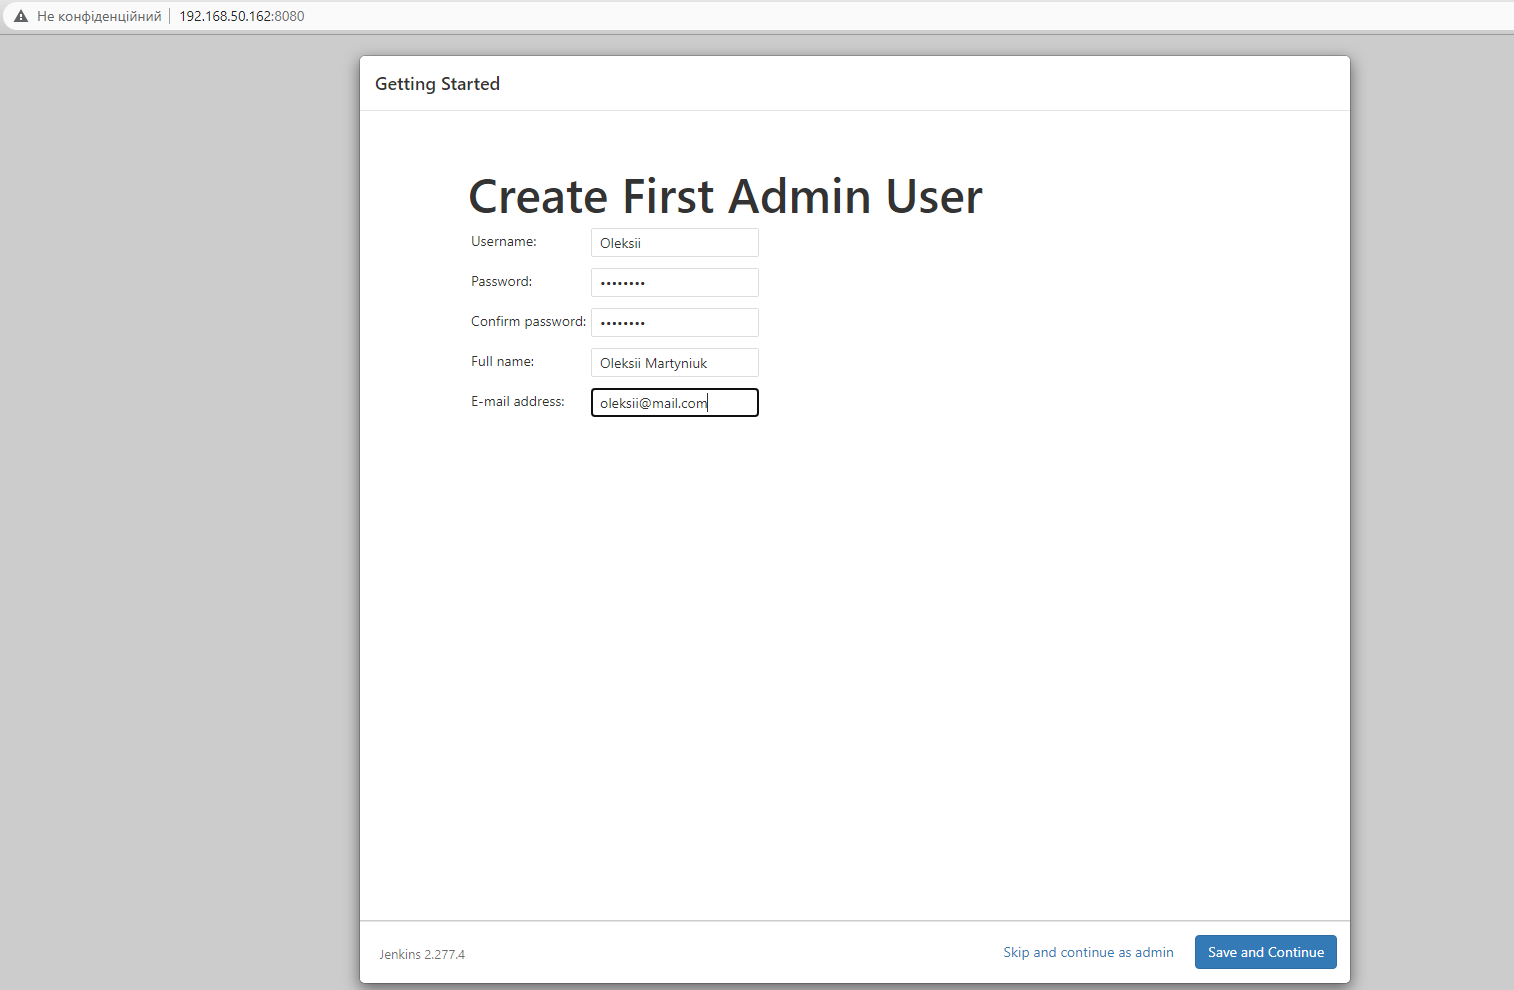 Не конфіденційний 192.168.50.162:8080
Getting Started
Create First Admin User
Username: Oleksii
Password: ••••••••
Confirm password: ••••••••
Full name: Oleksii Martyniuk
E-mail address: oleksii@mail.com
Jenkins 2.277.4 Skip and continue as admin Save and Continue